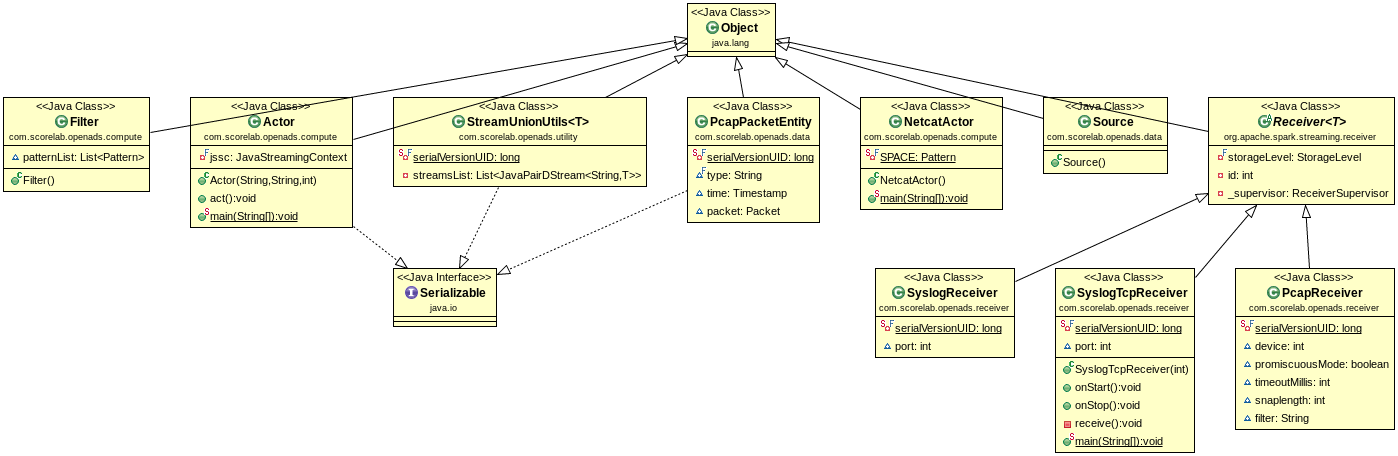 <<Java Class>>
Object
java.lang
<<Java Class>>
Filter
com.scorelab.openads.compute
patternList: List<Pattern>
Filter()
<<Java Class>>
Actor
com.scorelab.openads.compute
jssc: JavaStreamingContext
Actor(String,String,int)
act():void
main(String[]):void
<<Java Class>>
StreamUnionUtils<T>
com.scorelab.openads.utility
serialVersionUID: long
streamsList: List<JavaPairDStream<String,T>>
<<Java Class>>
PcapPacketEntity
com.scorelab.openads.data
serialVersionUID: long
type: String
time: Timestamp
packet: Packet
<<Java Class>>
NetcatActor
com.scorelab.openads.compute
SPACE: Pattern
NetcatActor()
main(String[]):void
<<Java Class>>
Source
com.scorelab.openads.data
Source()
<<Java Class>>
Receiver<T>
org.apache.spark.streaming.receiver
storageLevel: StorageLevel
id: int
_supervisor: ReceiverSupervisor
<<Java Interface>>
Serializable
java.io
<<Java Class>>
SyslogReceiver
com.scorelab.openads.receiver
serialVersionUID: long
port: int
<<Java Class>>
SyslogTcpReceiver
com.scorelab.openads.receiver
serialVersionUID: long
port: int
SyslogTcpReceiver(int)
onStart():void
onStop():void
receive():void
main(String[]):void
<<Java Class>>
PcapReceiver
com.scorelab.openads.receiver
serialVersionUID: long
device: int
promiscuousMode: boolean
timeoutMillis: int
snaplength: int
filter: String